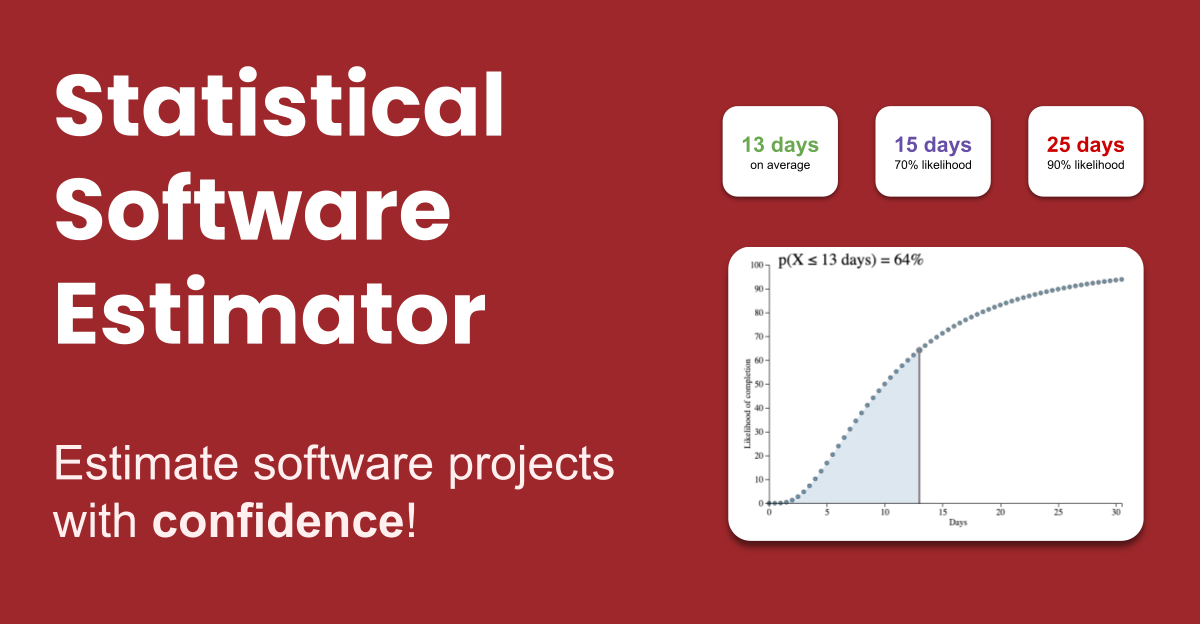 Statistical
Software
Estimator
Estimate software projects
with confidence!
13 days
on average
15 days
70% likelihood
25 days
90% likelihood
p(X ≤ 13 days) = 64%
Likelihood of completion
100
90
80
70
60
50
40
30
20
10
0
0 5 10 15 20 25 30
Days